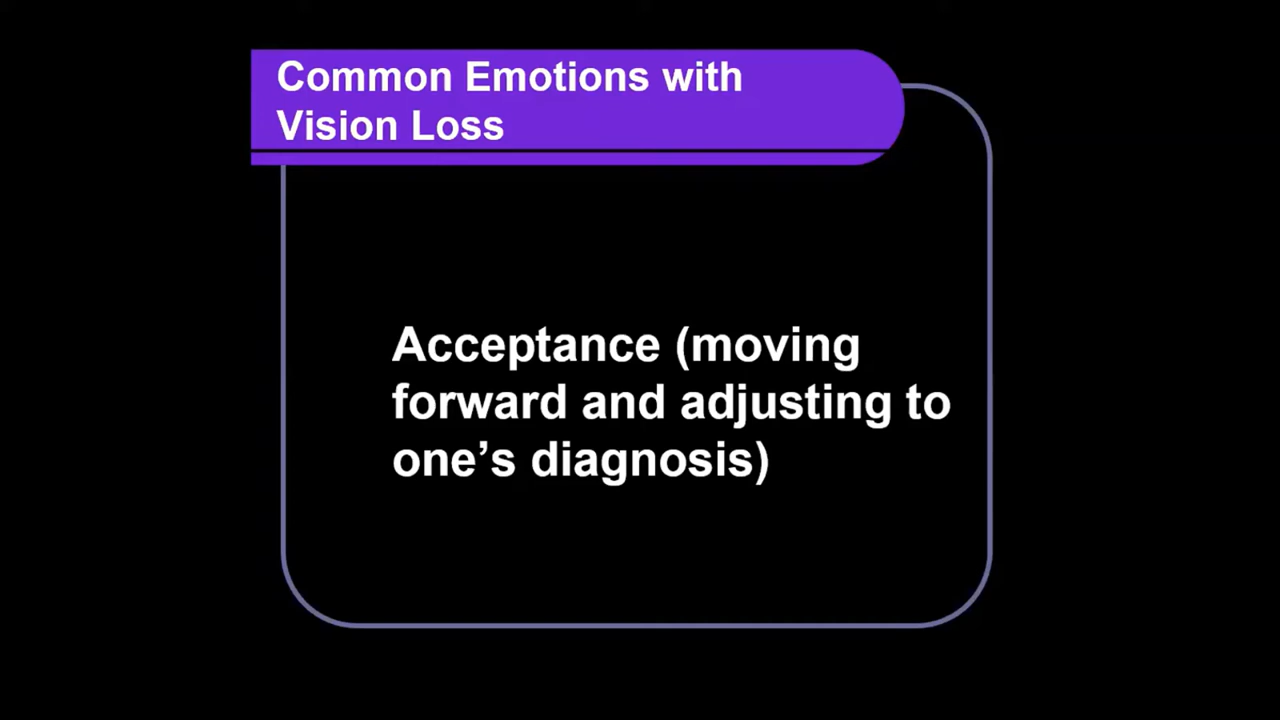 Common Emotions with
Vision Loss
Acceptance (moving
forward and adjusting to
one’s diagnosis)